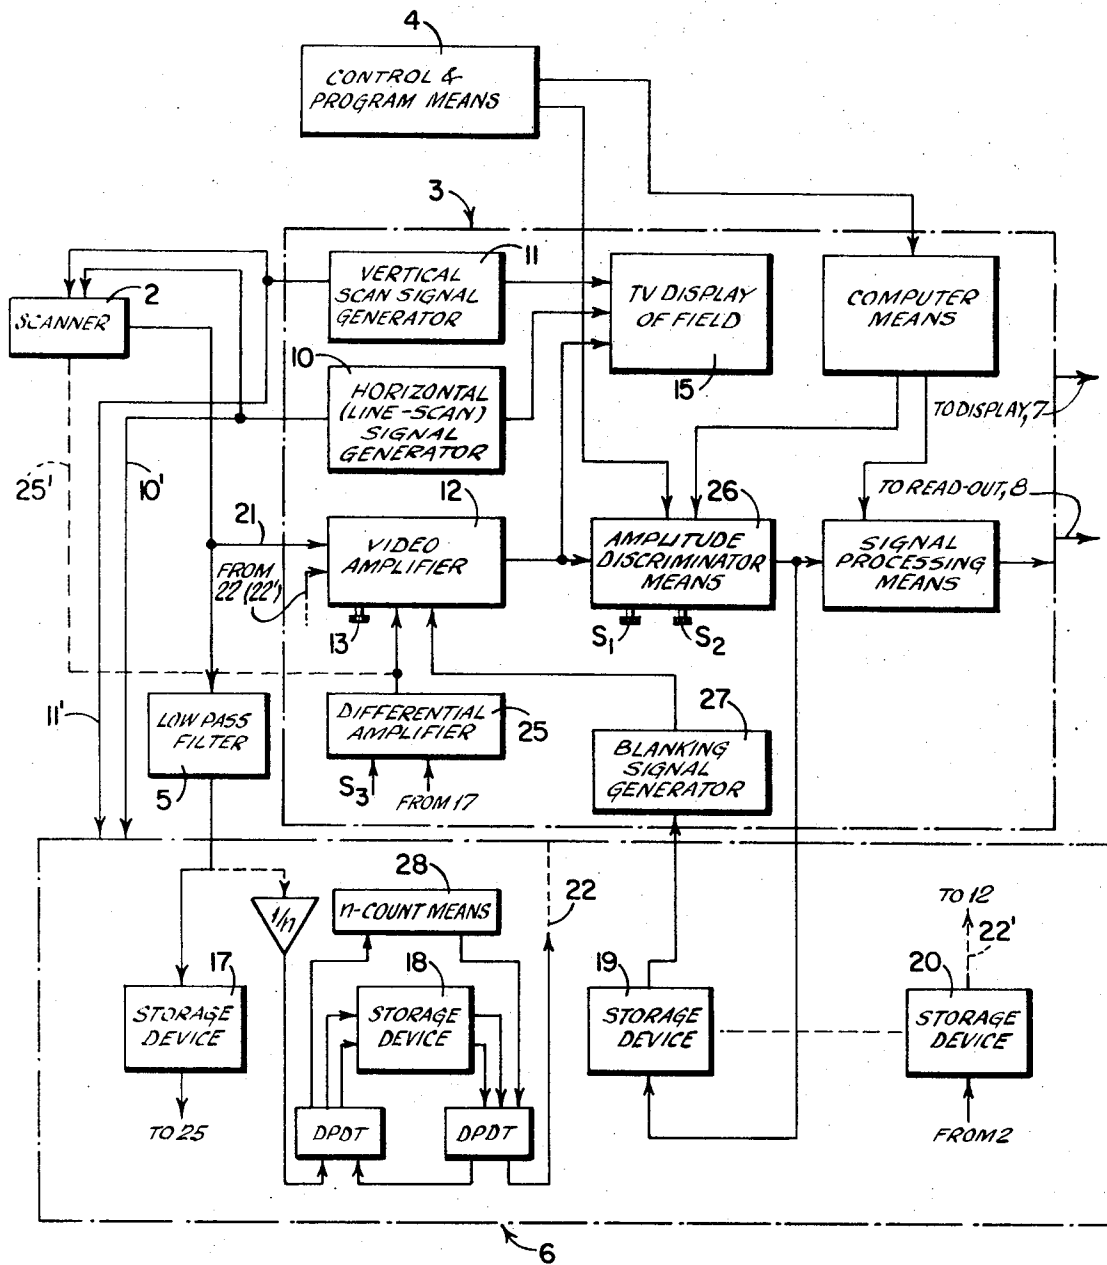 4
CONTROL &
PROGRAM MEANS
3
11
VERTICAL
SCAN SIGNAL
GENERATOR
TV DISPLAY
OF FIELD
15
COMPUTER
MEANS
2
SCANNER
10
HORIZONTAL
(LINE-SCAN)
SIGNAL
GENERATOR
TO DISPLAY, 7
25'
10'
21
12
VIDEO
AMPLIFIER
FROM
22 (22')
13
26
AMPLITUDE
DISCRIMINATOR
MEANS
S1
S2
TO READ-OUT, 8
SIGNAL
PROCESSING
MEANS
11'
LOW PASS
FILTER
5
DIFFERENTIAL
AMPLIFIER
25
S3
FROM 17
27
BLANKING
SIGNAL
GENERATOR
1/n
28
n-COUNT MEANS
22
TO 12
22'
17
STORAGE
DEVICE
TO 25
18
STORAGE
DEVICE
DPDT
DPDT
19
STORAGE
DEVICE
20
STORAGE
DEVICE
FROM 2
6